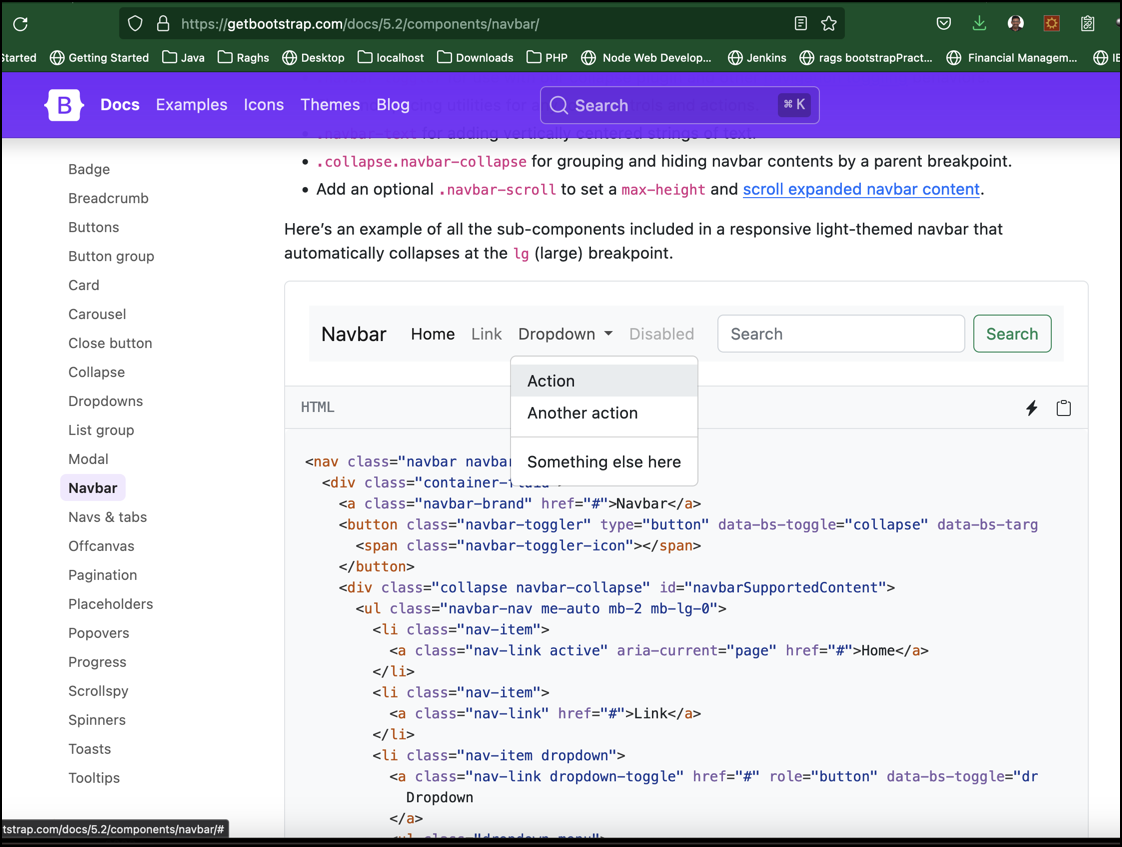 https://getbootstrap.com/docs/5.2/components/navbar/
Started Getting Started Java Raghs Desktop localhost Downloads PHP Node Web Develop... Jenkins rags bootstrapPract... Financial Managem... IE
B Docs Examples Icons Themes Blog Search ⌘ K
.navbar-text for adding vertically centered strings of text.
.collapse.navbar-collapse for grouping and hiding navbar contents by a parent breakpoint.
Add an optional .navbar-scroll to set a max-height and scroll expanded navbar content.
Here’s an example of all the sub-components included in a responsive light-themed navbar that
automatically collapses at the lg (large) breakpoint.
Badge
Breadcrumb
Buttons
Button group
Card
Carousel
Close button
Collapse
Dropdowns
List group
Modal
Navbar
Navs & tabs
Offcanvas
Pagination
Placeholders
Popovers
Progress
Scrollspy
Spinners
Toasts
Tooltips
Navbar Home Link Dropdown Disabled Search Search
Action
Another action
Something else here
HTML
<nav class="navbar navbar
<div class="container-fluid">
<a class="navbar-brand" href="#">Navbar</a>
<button class="navbar-toggler" type="button" data-bs-toggle="collapse" data-bs-targ
<span class="navbar-toggler-icon"></span>
</button>
<div class="collapse navbar-collapse" id="navbarSupportedContent">
<ul class="navbar-nav me-auto mb-2 mb-lg-0">
<li class="nav-item">
<a class="nav-link active" aria-current="page" href="#">Home</a>
</li>
<li class="nav-item">
<a class="nav-link" href="#">Link</a>
</li>
<li class="nav-item dropdown">
<a class="nav-link dropdown-toggle" href="#" role="button" data-bs-toggle="dr
Dropdown
</a>
<ul class="dropdown-menu">
tstrap.com/docs/5.2/components/navbar/#